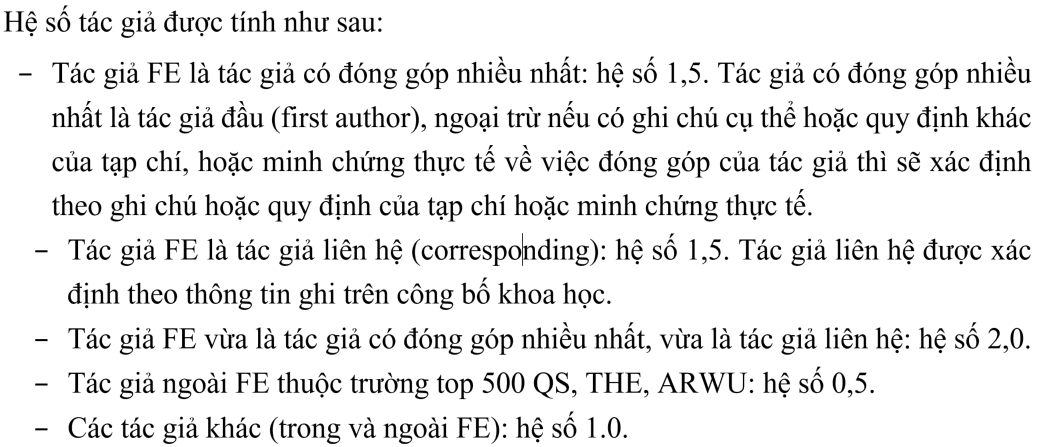 Hệ số tác giả được tính như sau:
– Tác giả FE là tác giả có đóng góp nhiều nhất: hệ số 1,5. Tác giả có đóng góp nhiều
nhất là tác giả đầu (first author), ngoại trừ nếu có ghi chú cụ thể hoặc quy định khác
của tạp chí, hoặc minh chứng thực tế về việc đóng góp của tác giả thì sẽ xác định
theo ghi chú hoặc quy định của tạp chí hoặc minh chứng thực tế.
– Tác giả FE là tác giả liên hệ (corresponding): hệ số 1,5. Tác giả liên hệ được xác
định theo thông tin ghi trên công bố khoa học.
– Tác giả FE vừa là tác giả có đóng góp nhiều nhất, vừa là tác giả liên hệ: hệ số 2,0.
– Tác giả ngoài FE thuộc trường top 500 QS, THE, ARWU: hệ số 0,5.
– Các tác giả khác (trong và ngoài FE): hệ số 1.0.